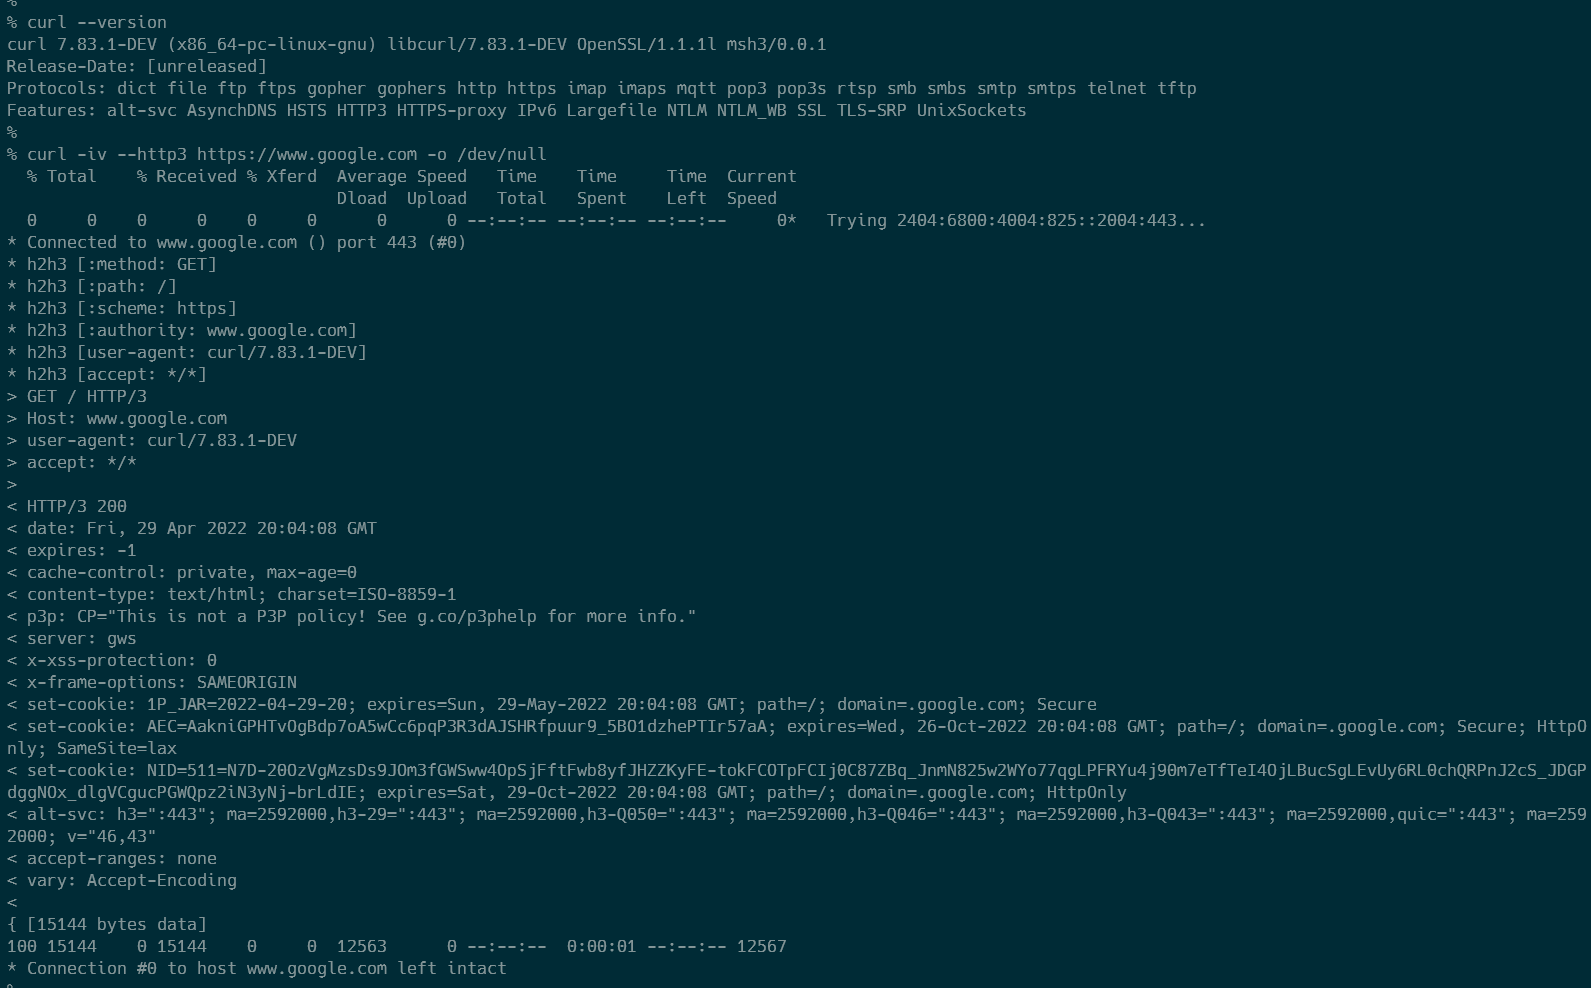 %
% curl --version
curl 7.83.1-DEV (x86_64-pc-linux-gnu) libcurl/7.83.1-DEV OpenSSL/1.1.1l msh3/0.0.1
Release-Date: [unreleased]
Protocols: dict file ftp ftps gopher gophers http https imap imaps mqtt pop3 pop3s rtsp smb smbs smtp smtps telnet tftp
Features: alt-svc AsynchDNS HSTS HTTP3 HTTPS-proxy IPv6 Largefile NTLM NTLM_WB SSL TLS-SRP UnixSockets
%
% curl -iv --http3 https://www.google.com -o /dev/null
  % Total    % Received % Xferd  Average Speed   Time    Time     Time  Current
                                 Dload  Upload   Total   Spent    Left  Speed
  0     0    0     0    0     0      0      0 --:--:-- --:--:-- --:--:--     0*   Trying 2404:6800:4004:825::2004:443...
* Connected to www.google.com () port 443 (#0)
* h2h3 [:method: GET]
* h2h3 [:path: /]
* h2h3 [:scheme: https]
* h2h3 [:authority: www.google.com]
* h2h3 [user-agent: curl/7.83.1-DEV]
* h2h3 [accept: */*]
> GET / HTTP/3
> Host: www.google.com
> user-agent: curl/7.83.1-DEV
> accept: */*
>
< HTTP/3 200
< date: Fri, 29 Apr 2022 20:04:08 GMT
< expires: -1
< cache-control: private, max-age=0
< content-type: text/html; charset=ISO-8859-1
< p3p: CP="This is not a P3P policy! See g.co/p3phelp for more info."
< server: gws
< x-xss-protection: 0
< x-frame-options: SAMEORIGIN
< set-cookie: 1P_JAR=2022-04-29-20; expires=Sun, 29-May-2022 20:04:08 GMT; path=/; domain=.google.com; Secure
< set-cookie: AEC=AakniGPHTvOgBdp7oA5wCc6pqP3R3dAJSHRfpuur9_5BO1dzhePTIr57aA; expires=Wed, 26-Oct-2022 20:04:08 GMT; path=/; domain=.google.com; Secure; HttpO
nly; SameSite=lax
< set-cookie: NID=511=N7D-20OzVgMzsDs9JOm3fGWSww4OpSjFftFwb8yfJHZZKyFE-tokFCOTpFCIj0C87ZBq_JnmN825w2WYo77qgLPFRYu4j90m7eTfTeI4OjLBucSgLEvUy6RL0chQRPnJ2cS_JDGP
dggNOx_dlgVCgucPGWQpz2iN3yNj-brLdIE; expires=Sat, 29-Oct-2022 20:04:08 GMT; path=/; domain=.google.com; HttpOnly
< alt-svc: h3=":443"; ma=2592000,h3-29=":443"; ma=2592000,h3-Q050=":443"; ma=2592000,h3-Q046=":443"; ma=2592000,h3-Q043=":443"; ma=2592000,quic=":443"; ma=259
2000; v="46,43"
< accept-ranges: none
< vary: Accept-Encoding
<
{ [15144 bytes data]
100 15144    0 15144    0     0  12563      0 --:--:--  0:00:01 --:--:-- 12567
* Connection #0 to host www.google.com left intact
%